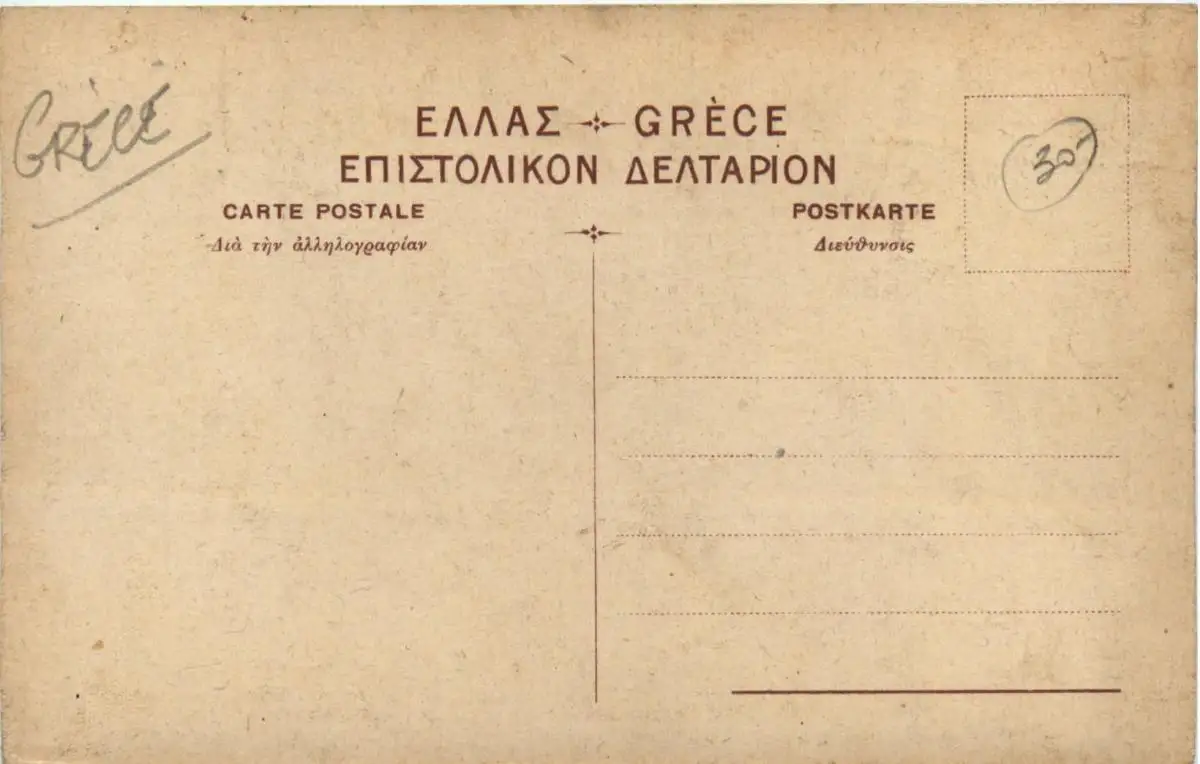 GRÈCE
ΕΛΛΑΣ GRÈCE
ΕΠΙΣΤΟΛΙΚΟΝ ΔΕΛΤΑΡΙΟΝ
CARTE POSTALE
Διὰ τὴν ἀλληλογραφίαν
POSTKARTE
Διεύθυνσις
30-